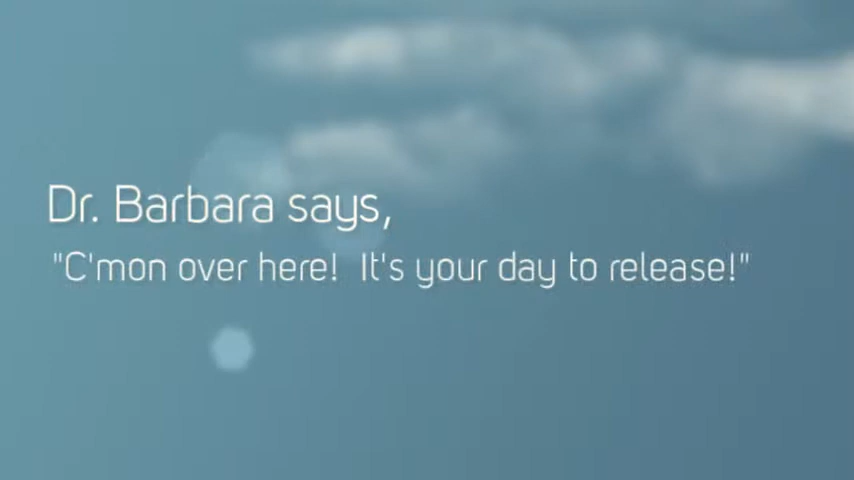 Dr. Barbara says,
"C'mon over here!  It's your day to release!"